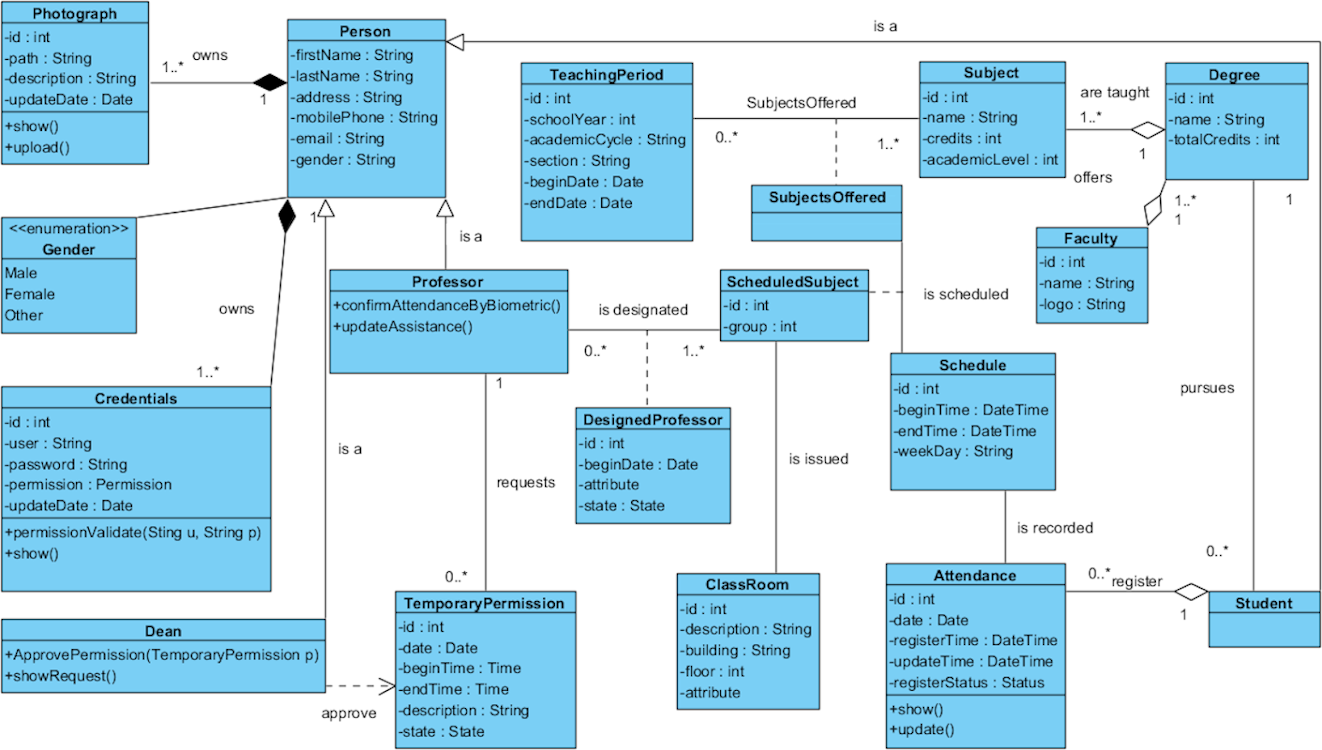 Photograph
-id : int
-path : String
-description : String
-updateDate : Date
+show()
+upload()
owns
1..*
1
Person
-firstName : String
-lastName : String
-address : String
-mobilePhone : String
-email : String
-gender : String
is a
TeachingPeriod
-id : int
-schoolYear : int
-academicCycle : String
-section : String
-beginDate : Date
-endDate : Date
SubjectsOffered
0..*
1..*
Subject
-id : int
-name : String
-credits : int
-academicLevel : int
are taught
1..*
1
Degree
-id : int
-name : String
-totalCredits : int
offers
1..*
1
1
SubjectsOffered
Faculty
-id : int
-name : String
-logo : String
<<enumeration>>
Gender
Male
Female
Other
1
is a
owns
1..*
Professor
+confirmAttendanceByBiometric()
+updateAssistance()
is designated
0..*
1..*
ScheduledSubject
-id : int
-group : int
is scheduled
Schedule
-id : int
-beginTime : DateTime
-endTime : DateTime
-weekDay : String
pursues
Credentials
-id : int
-user : String
-password : String
-permission : Permission
-updateDate : Date
+permissionValidate(Sting u, String p)
+show()
is a
1
requests
0..*
DesignedProfessor
-id : int
-beginDate : Date
-attribute
-state : State
is issued
is recorded
0..*
Dean
+ApprovePermission(TemporaryPermission p)
+showRequest()
approve
TemporaryPermission
-id : int
-date : Date
-beginTime : Time
-endTime : Time
-description : String
-state : State
ClassRoom
-id : int
-description : String
-building : String
-floor : int
-attribute
Attendance
-id : int
-date : Date
-registerTime : DateTime
-updateTime : DateTime
-registerStatus : Status
+show()
+update()
0..*
register
1
Student